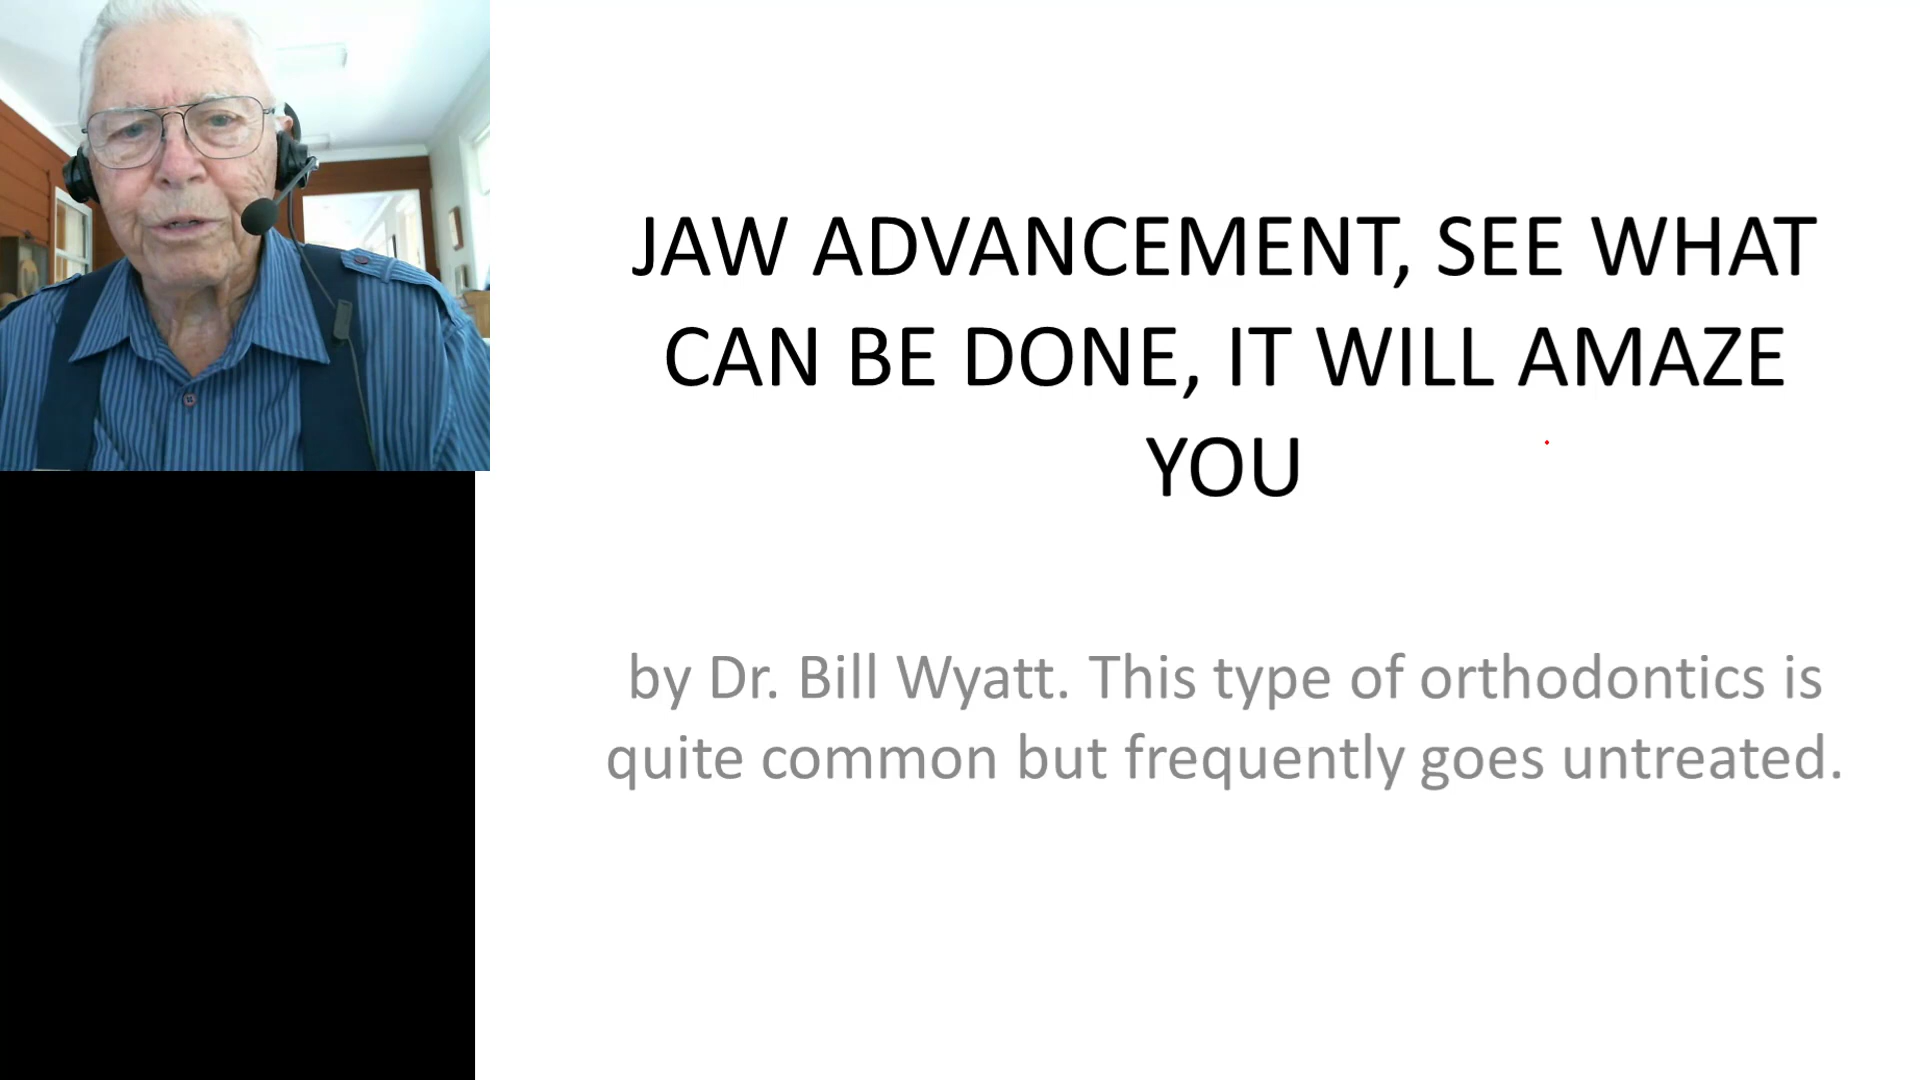 JAW ADVANCEMENT, SEE WHAT
CAN BE DONE, IT WILL AMAZE
YOU
by Dr. Bill Wyatt. This type of orthodontics is
quite common but frequently goes untreated.